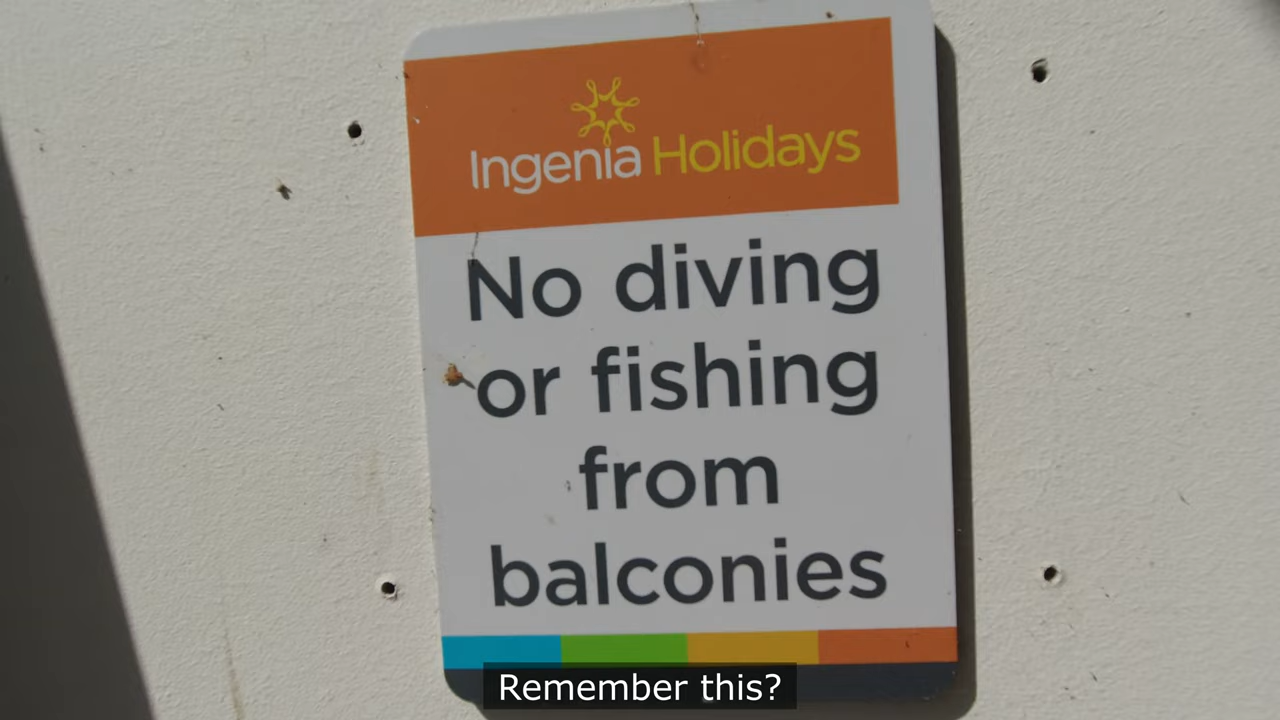 Ingenia Holidays
No diving
or fishing
from
balconies
Remember this?